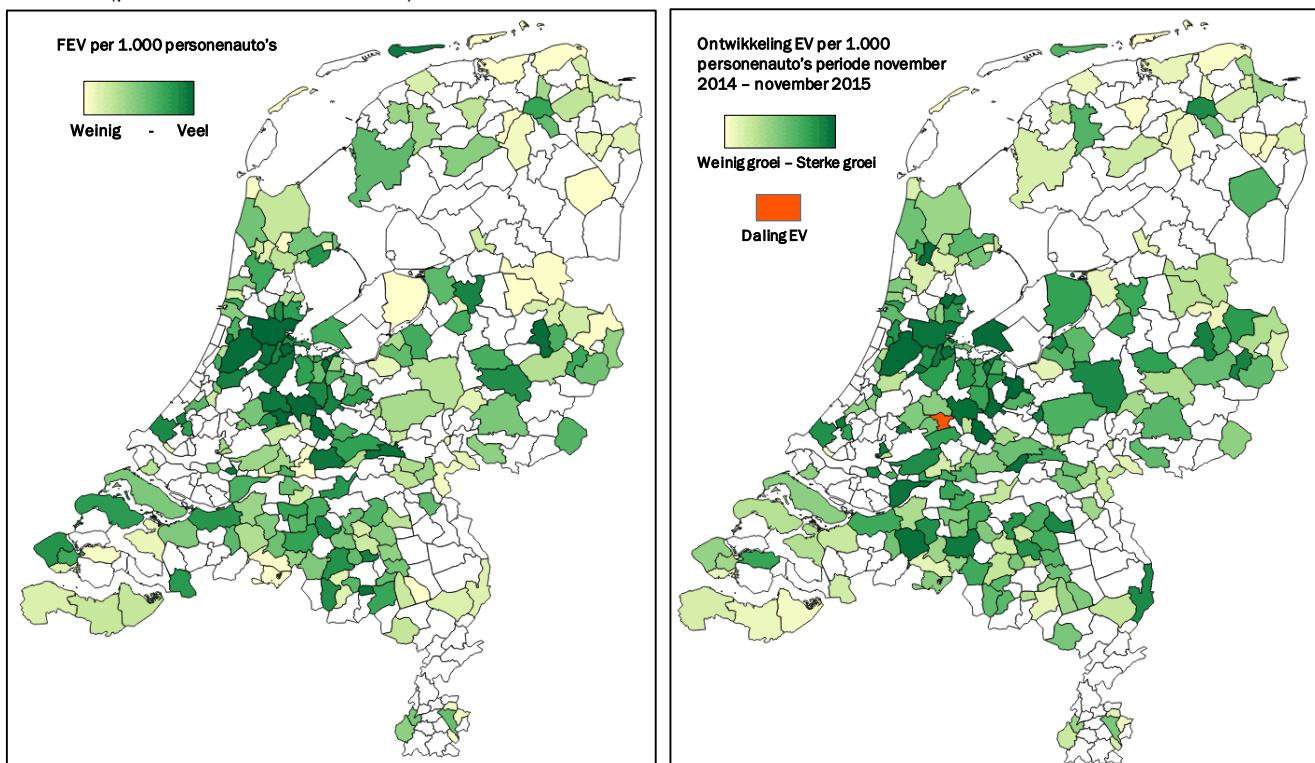 FEV per 1.000 personenauto's
Weinig - Veel
Ontwikkeling EV per 1.000
personenauto's periode november
2014 – november 2015
Weinig groei – Sterke groei
Daling EV